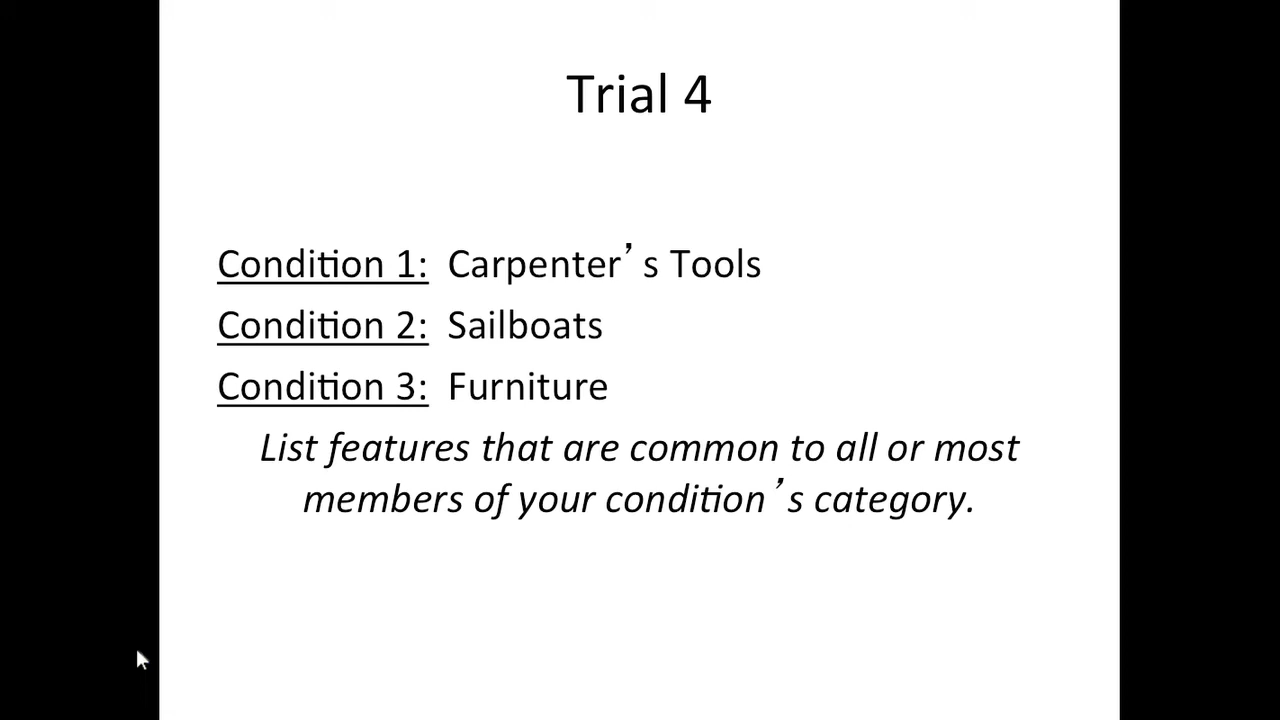 Trial 4
Condition 1: Carpenter’s Tools
Condition 2: Sailboats
Condition 3: Furniture
List features that are common to all or most
members of your condition’s category.